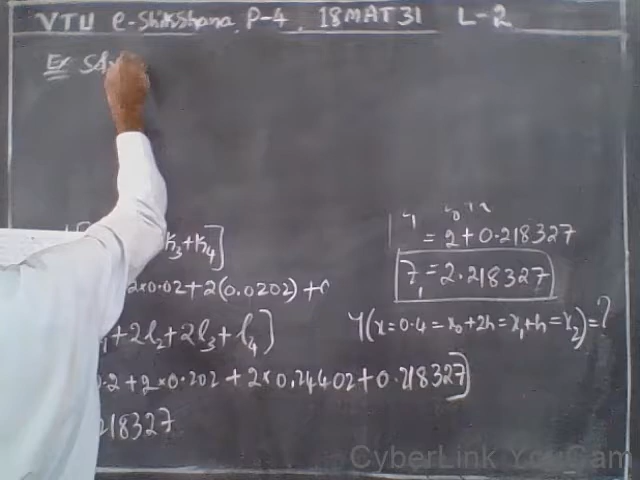 VTU e-Shikshana, P-4, 18MAT31 L-2
Ex
k₃+k₄]
2×0.02+2(0.0202)+
+2l₂+2l₃+l₄]
0.2+2×0.202+2×0.24402+0.218327]
218327
= 2+0.218327
= 2.218327
y(x=0.4=x₀+2h=x₁+h=x₂)=?
CyberLink YouCam